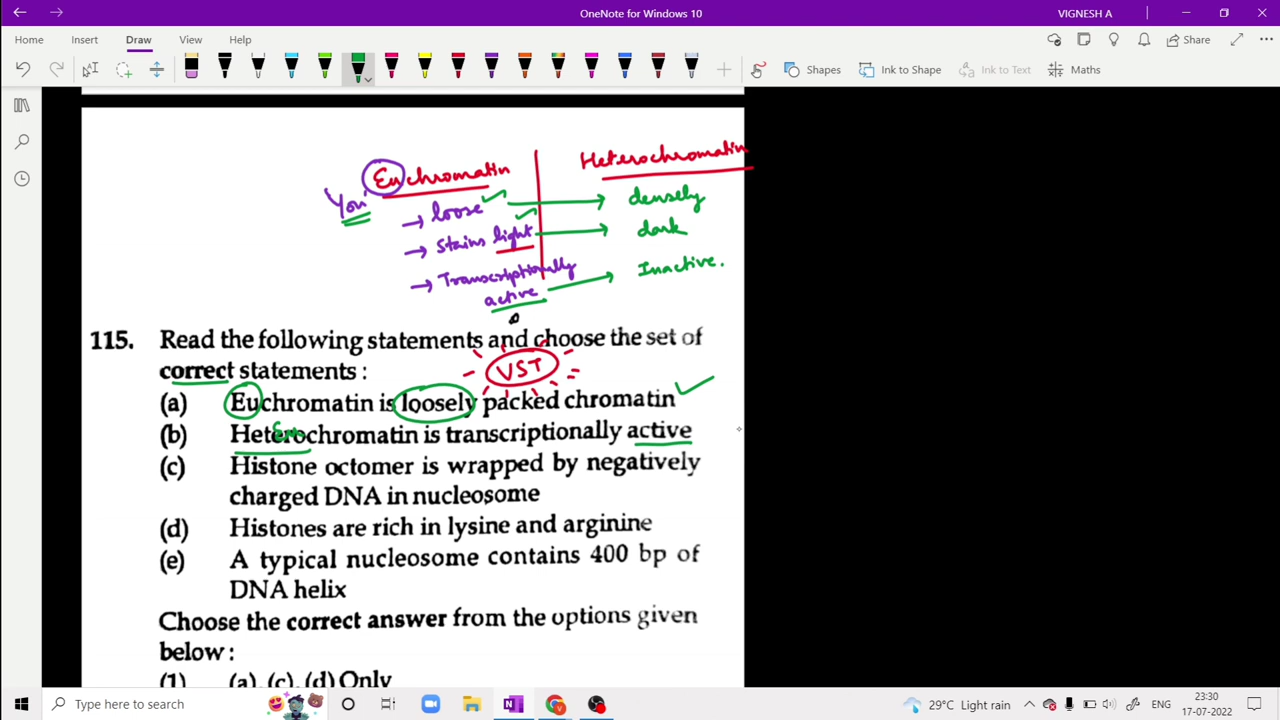 OneNote for Windows 10
VIGNESH A
Home Insert Draw View Help
Share
Shapes Ink to Shape Ink to Text Maths
Euchromatin Heterochromatin
You
→ loose → densely
→ Stains light → dark
→ Transcriptionally active → Inactive.
115. Read the following statements and choose the set of
correct statements :
VST
(a) Euchromatin is loosely packed chromatin
(b) Heterochromatin is transcriptionally active
Eu
(c) Histone octomer is wrapped by negatively
charged DNA in nucleosome
(d) Histones are rich in lysine and arginine
(e) A typical nucleosome contains 400 bp of
DNA helix
Choose the correct answer from the options given
below :
(1) (a), (c), (d) Only
Type here to search
29°C Light rain
ENG
23:30
17-07-2022